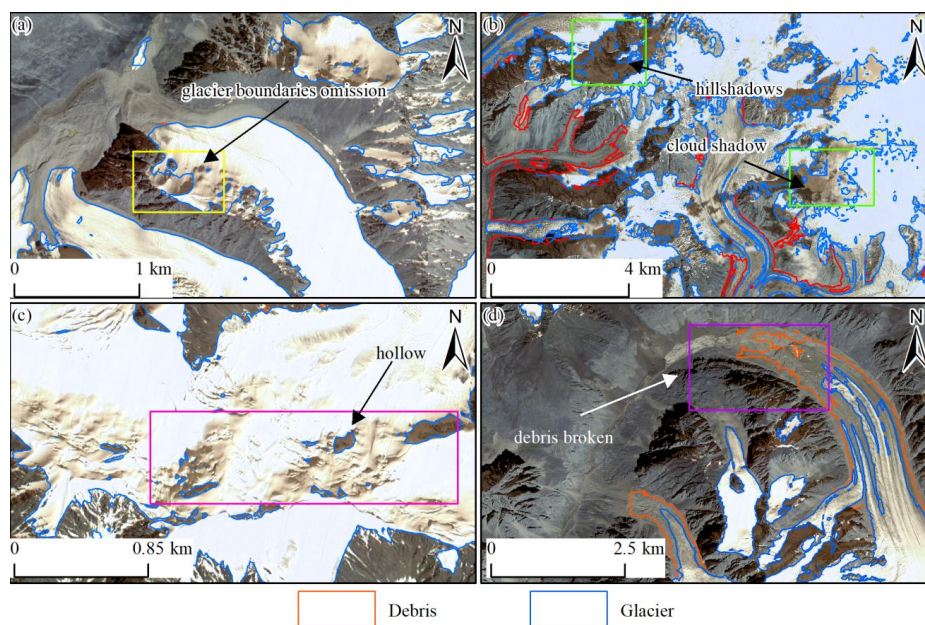 (a)
N
glacier boundaries omission
0
1 km
(b)
N
hillshadows
cloud shadow
0
4 km
(c)
N
hollow
0
0.85 km
(d)
N
debris broken
0
2.5 km
Debris
Glacier